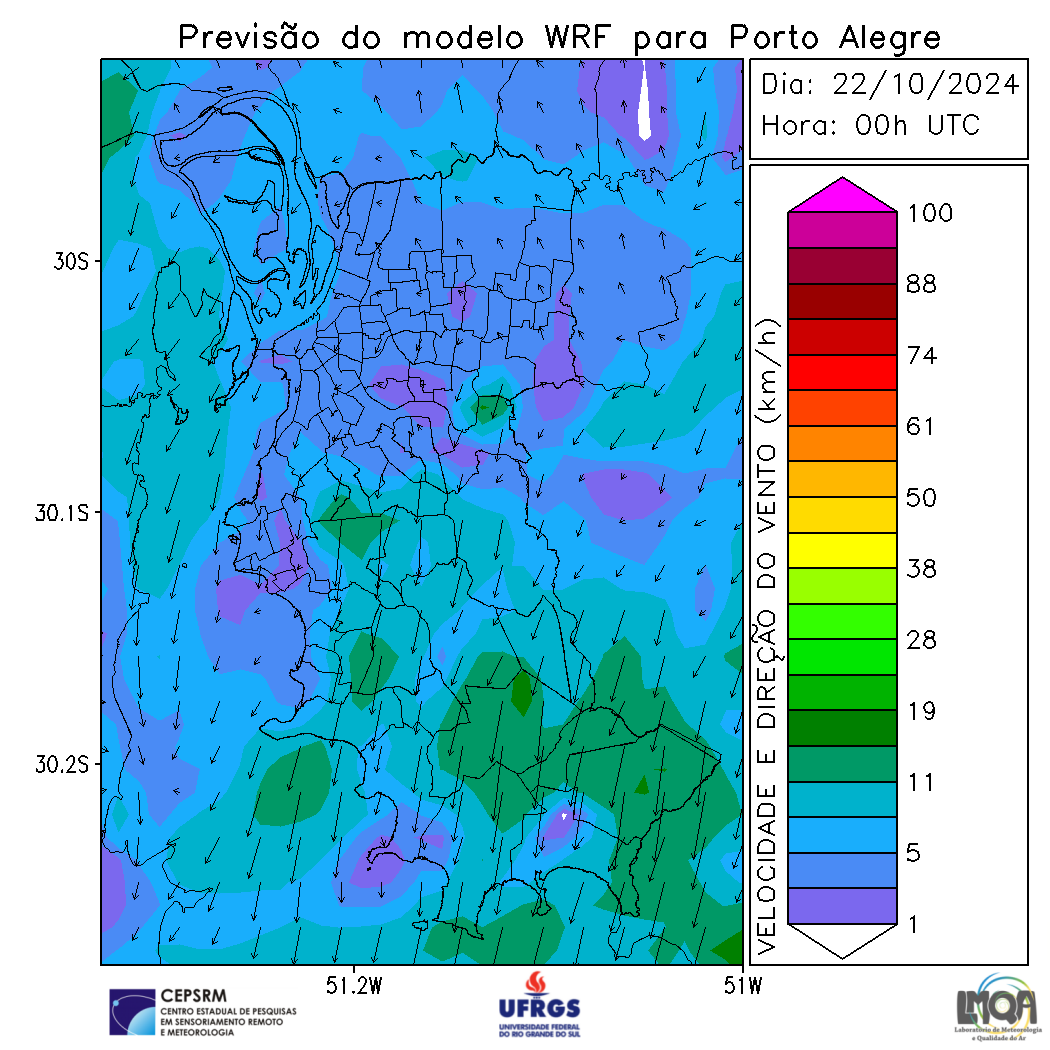 Previsão do modelo WRF para Porto Alegre
Dia: 22/10/2024
Hora: 00h UTC
30S
30.1S
30.2S
51.2W
51W
VELOCIDADE E DIREÇÃO DO VENTO (km/h)
100
88
74
61
50
38
28
19
11
5
1
CEPSRM
CENTRO ESTADUAL DE PESQUISAS
EM SENSORIAMENTO REMOTO
E METEOROLOGIA
UFRGS
UNIVERSIDADE FEDERAL
DO RIO GRANDE DO SUL
LMQA
Laboratório de Meteorologia
e Qualidade do Ar